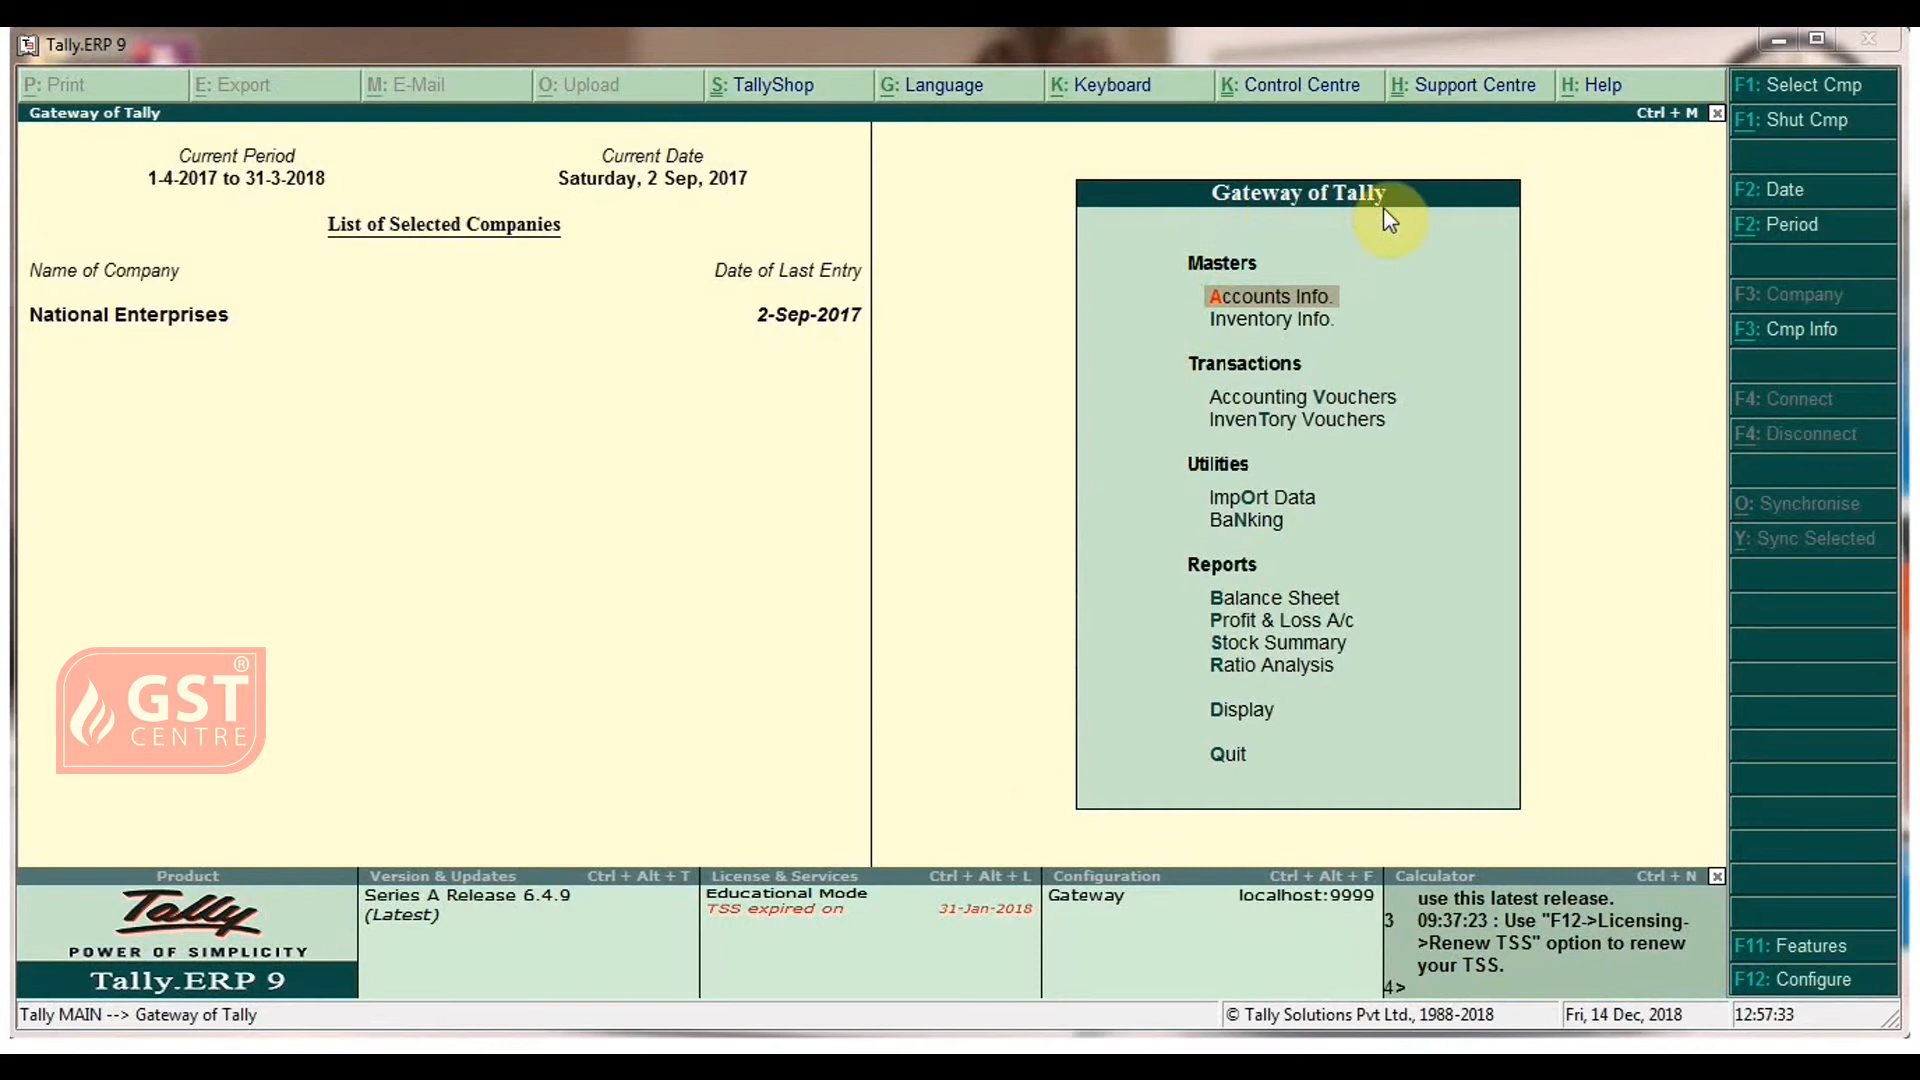 Tally.ERP 9
P: Print
E: Export
M: E-Mail
O: Upload
S: TallyShop
G: Language
K: Keyboard
K: Control Centre
H: Support Centre
H: Help
Gateway of Tally
Ctrl + M
Current Period
1-4-2017 to 31-3-2018
Current Date
Saturday, 2 Sep, 2017
List of Selected Companies
Name of Company
Date of Last Entry
National Enterprises
2-Sep-2017
GST®
CENTRE
Gateway of Tally
Masters
Accounts Info.
Inventory Info.
Transactions
Accounting Vouchers
InvenTory Vouchers
Utilities
ImpOrt Data
BaNking
Reports
Balance Sheet
Profit & Loss A/c
Stock Summary
Ratio Analysis
Display
Quit
F1: Select Cmp
F1: Shut Cmp
F2: Date
F2: Period
F3: Company
F3: Cmp Info
F4: Connect
F4: Disconnect
O: Synchronise
Y: Sync Selected
F11: Features
F12: Configure
Product
Tally
POWER OF SIMPLICITY
Tally.ERP 9
Version & Updates Ctrl + Alt + T
Series A Release 6.4.9
(Latest)
License & Services Ctrl + Alt + L
Educational Mode
TSS expired on 31-Jan-2018
Configuration Ctrl + Alt + F
Gateway localhost:9999
Calculator Ctrl + N
use this latest release.
3 09:37:23 : Use "F12->Licensing-
>Renew TSS" option to renew
your TSS.
4>
Tally MAIN --> Gateway of Tally
© Tally Solutions Pvt Ltd., 1988-2018
Fri, 14 Dec, 2018
12:57:33